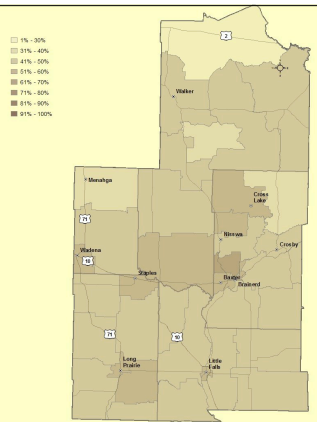 1% - 30%
31% - 40%
41% - 50%
51% - 60%
61% - 70%
71% - 80%
81% - 90%
91% - 100%
2
Walker
Menahga
Cross
Lake
71
Nisswa
Crosby
Wadena
10
Staples
Baxter
Brainerd
71
10
Long
Prairie
Little
Falls